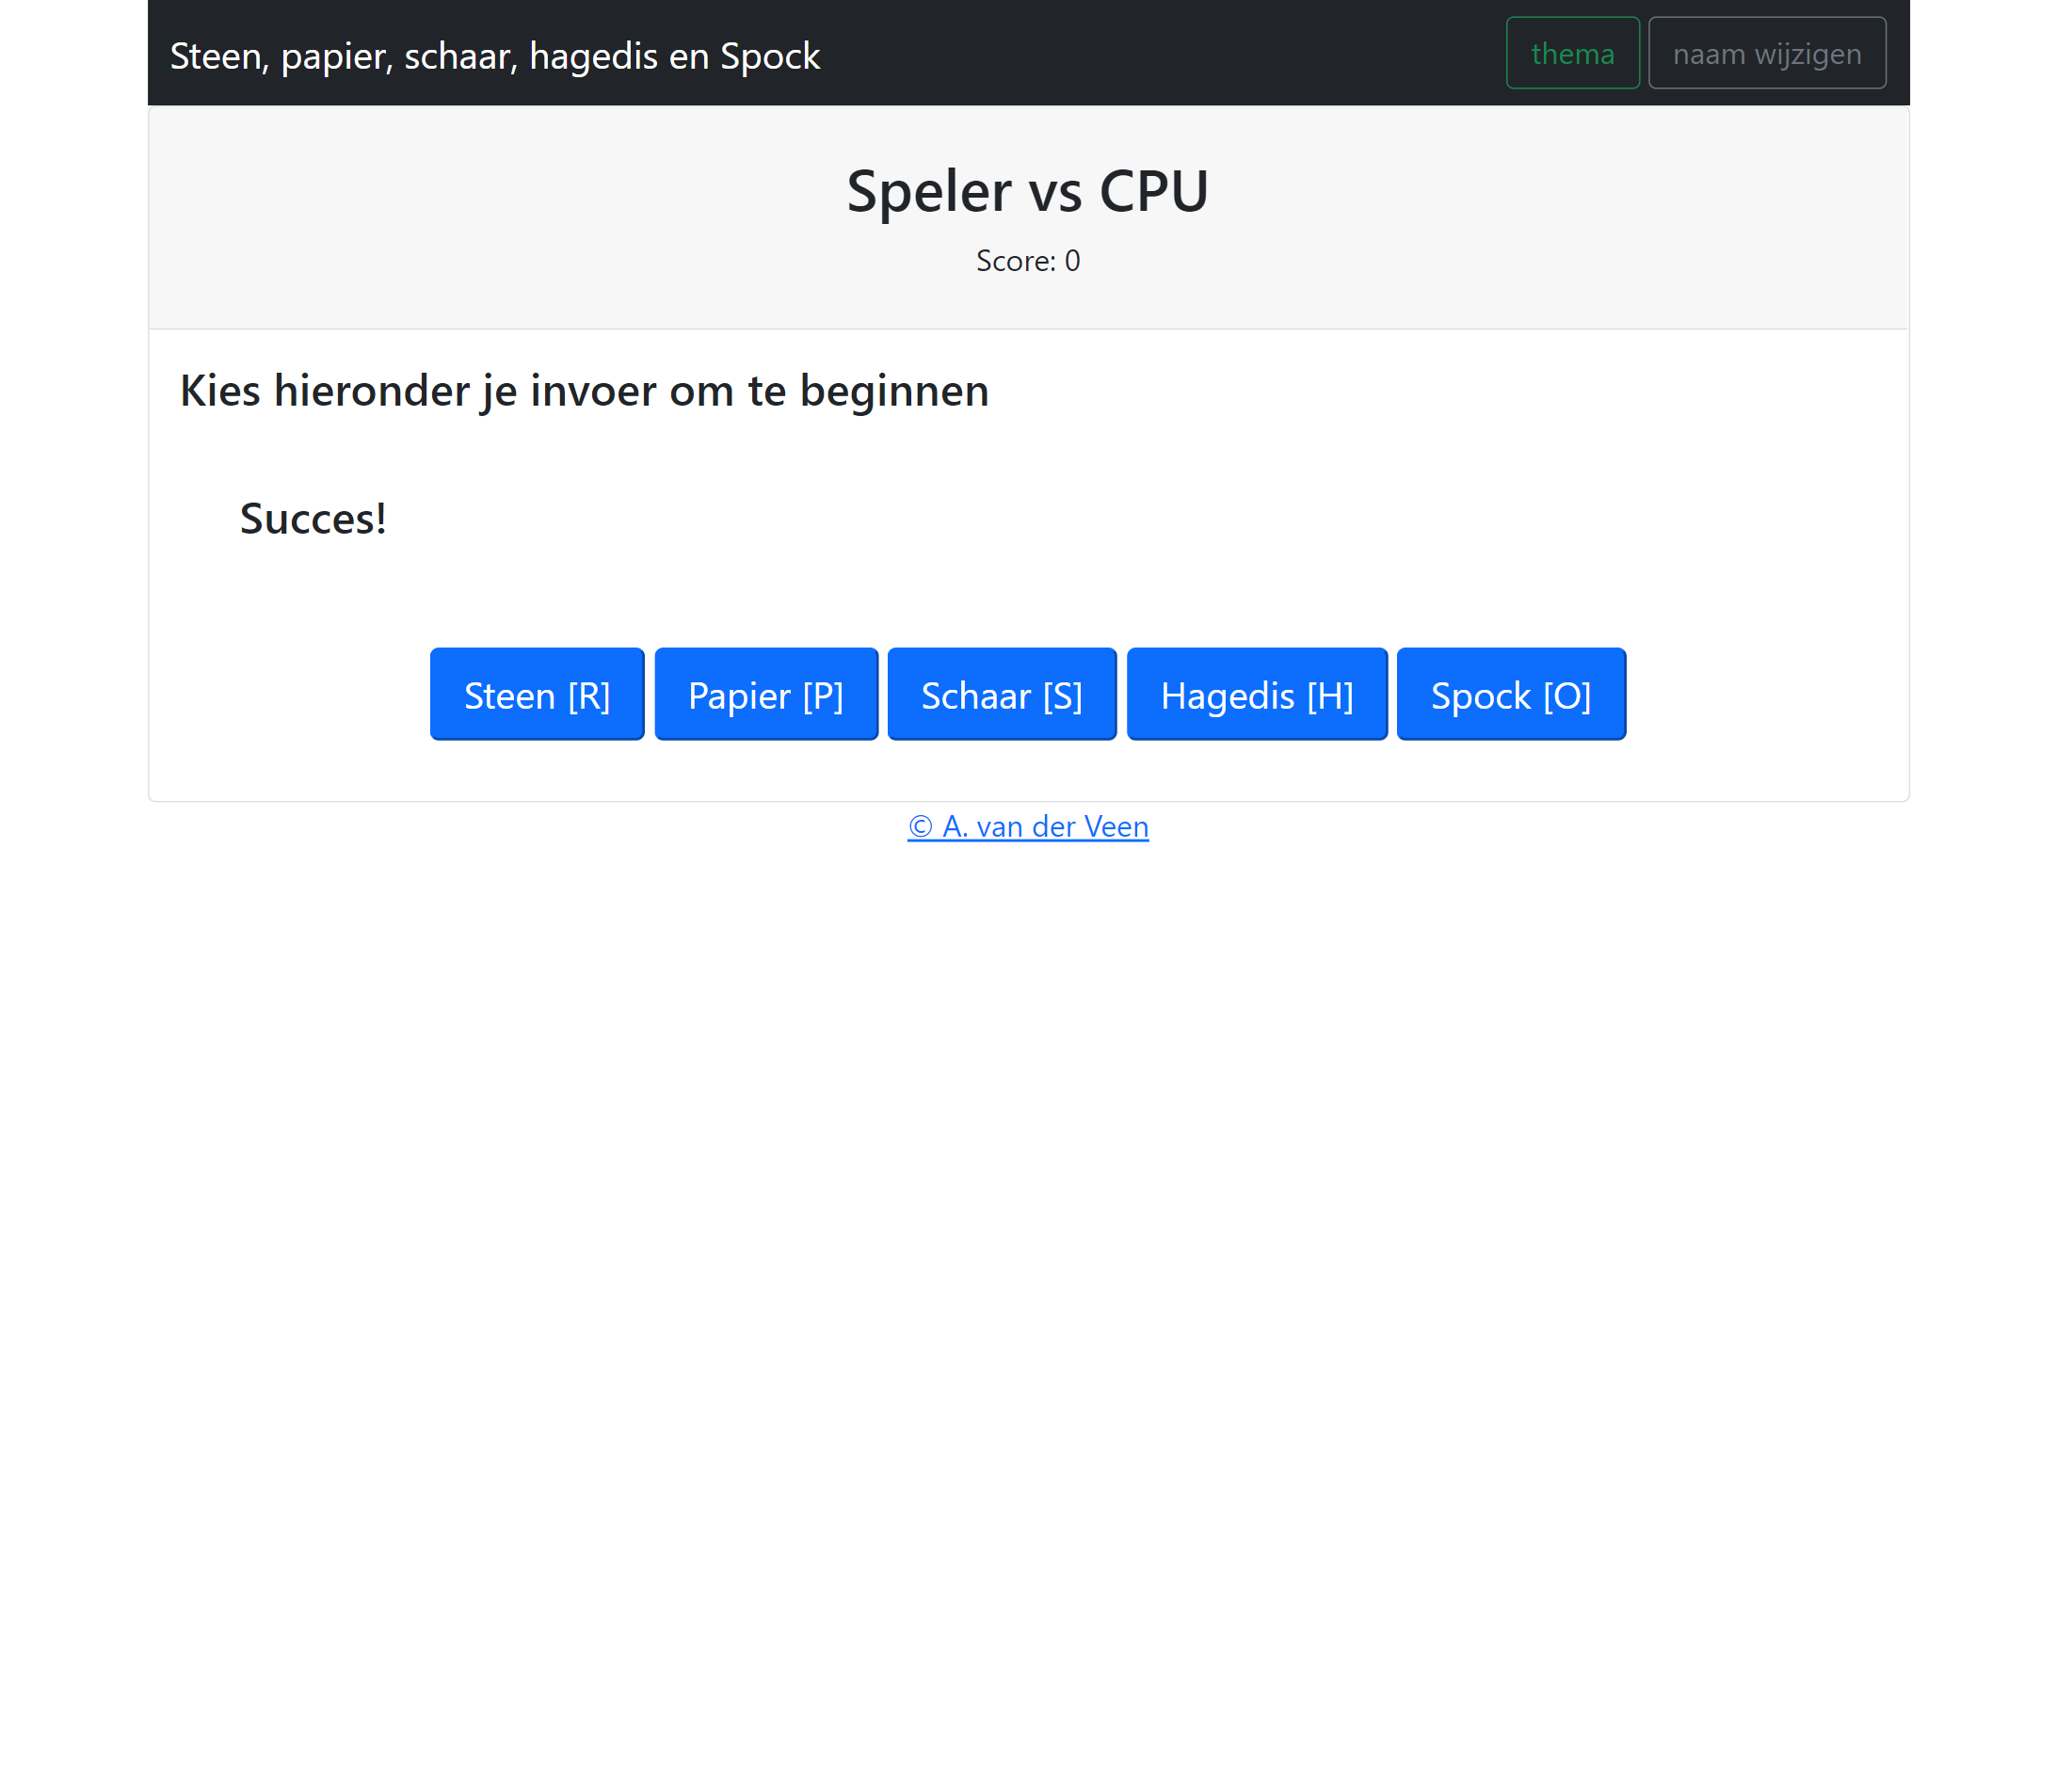 Steen, papier, schaar, hagedis en Spock
thema
naam wijzigen
Speler vs CPU
Score: 0
Kies hieronder je invoer om te beginnen
Succes!
Steen [R]
Papier [P]
Schaar [S]
Hagedis [H]
Spock [O]
© A. van der Veen